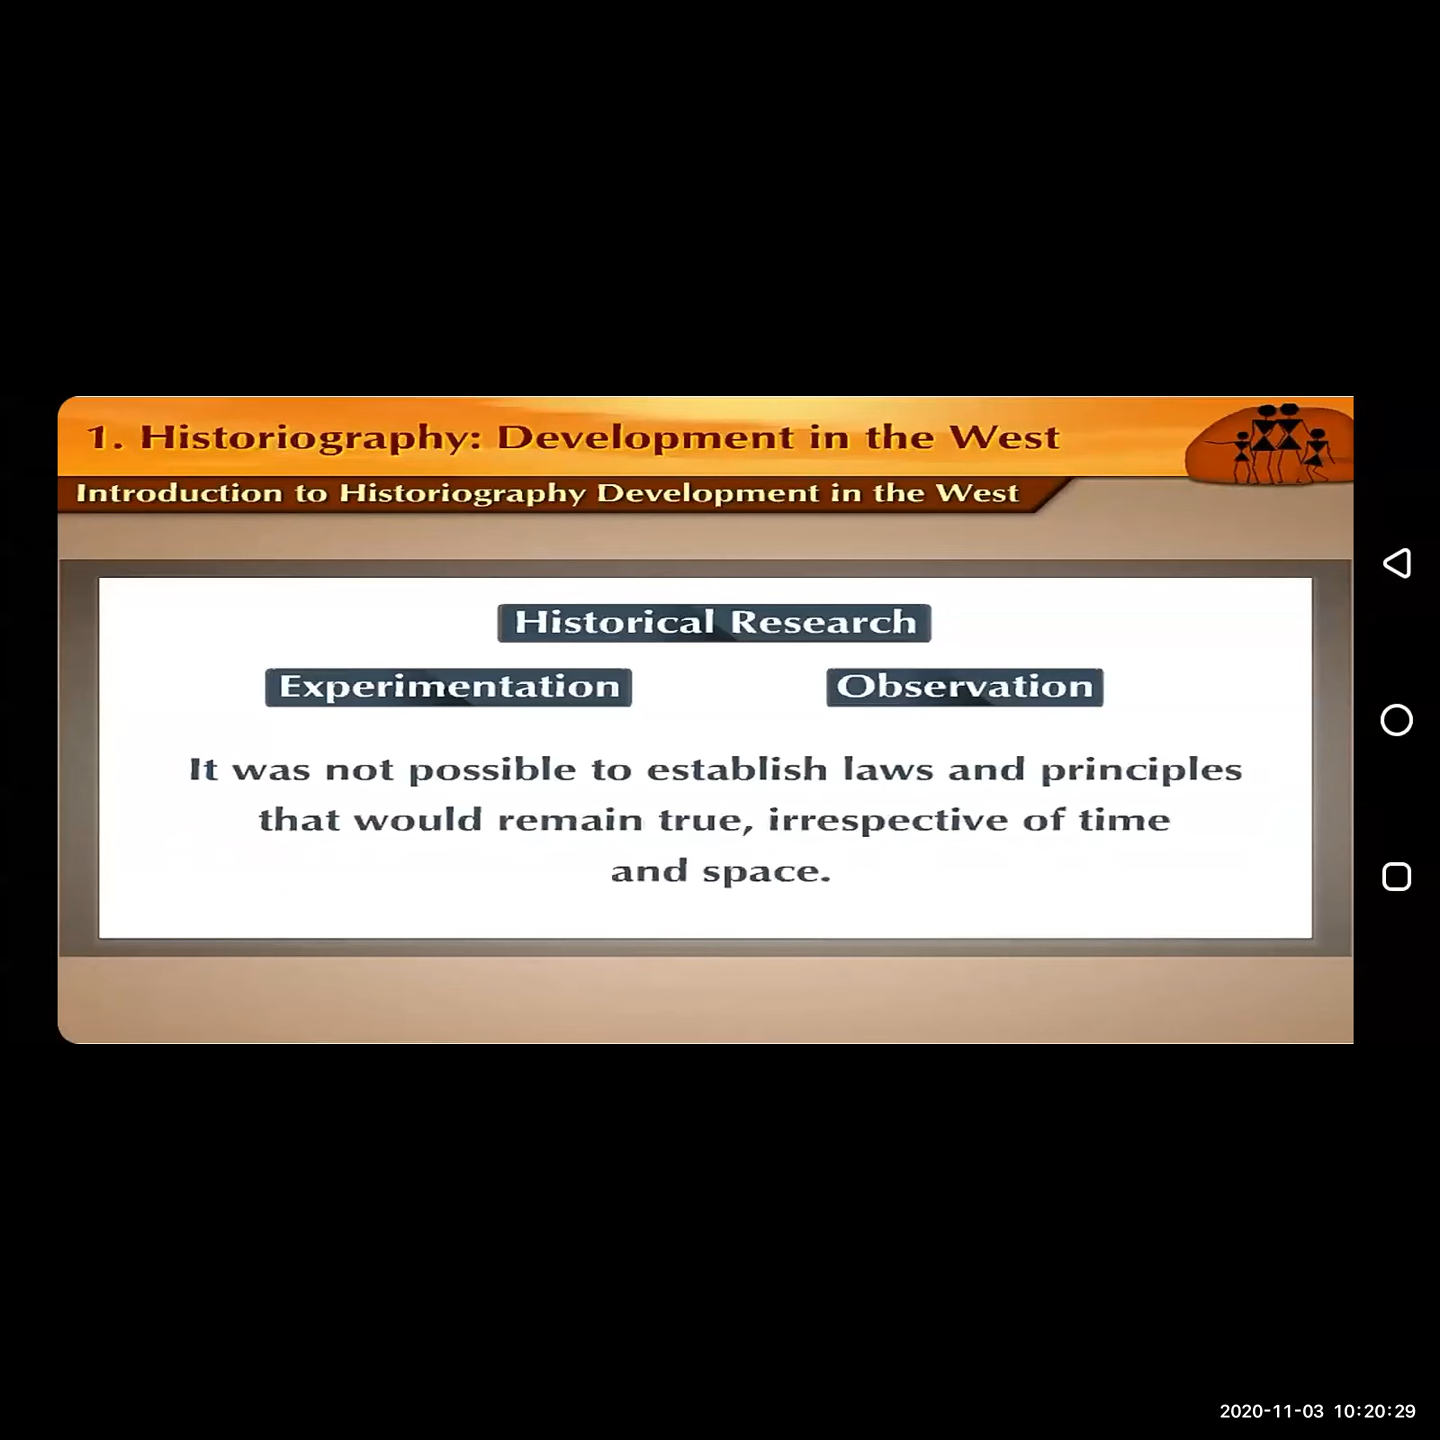 1. Historiography: Development in the West
Introduction to Historiography Development in the West
Historical Research
Experimentation
Observation
It was not possible to establish laws and principles
that would remain true, irrespective of time
and space.
2020-11-03 10:20:29